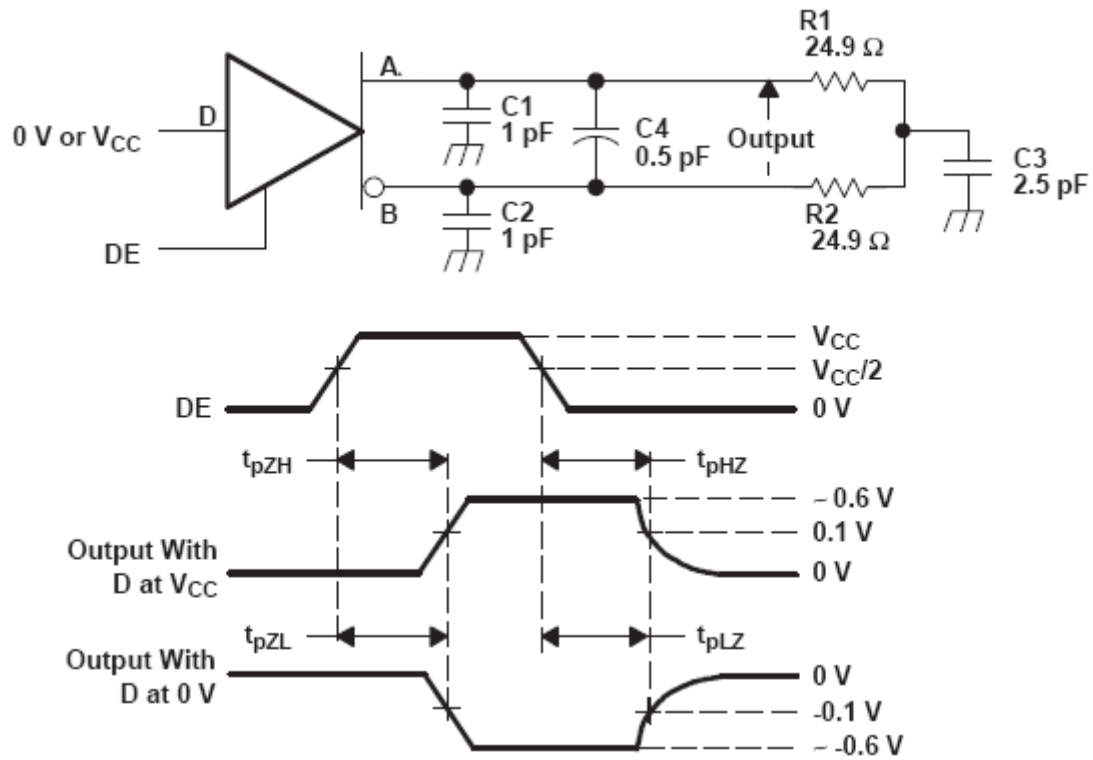 R1
24.9 Ω
A.
D
0 V or VCC
C1
1 pF
C4
0.5 pF
Output
C3
2.5 pF
B
C2
1 pF
R2
24.9 Ω
DE
VCC
VCC/2
DE
0 V
tpZH
tpHZ
~ 0.6 V
0.1 V
Output With
D at VCC
0 V
tpZL
tpLZ
Output With
D at 0 V
0 V
-0.1 V
~ -0.6 V